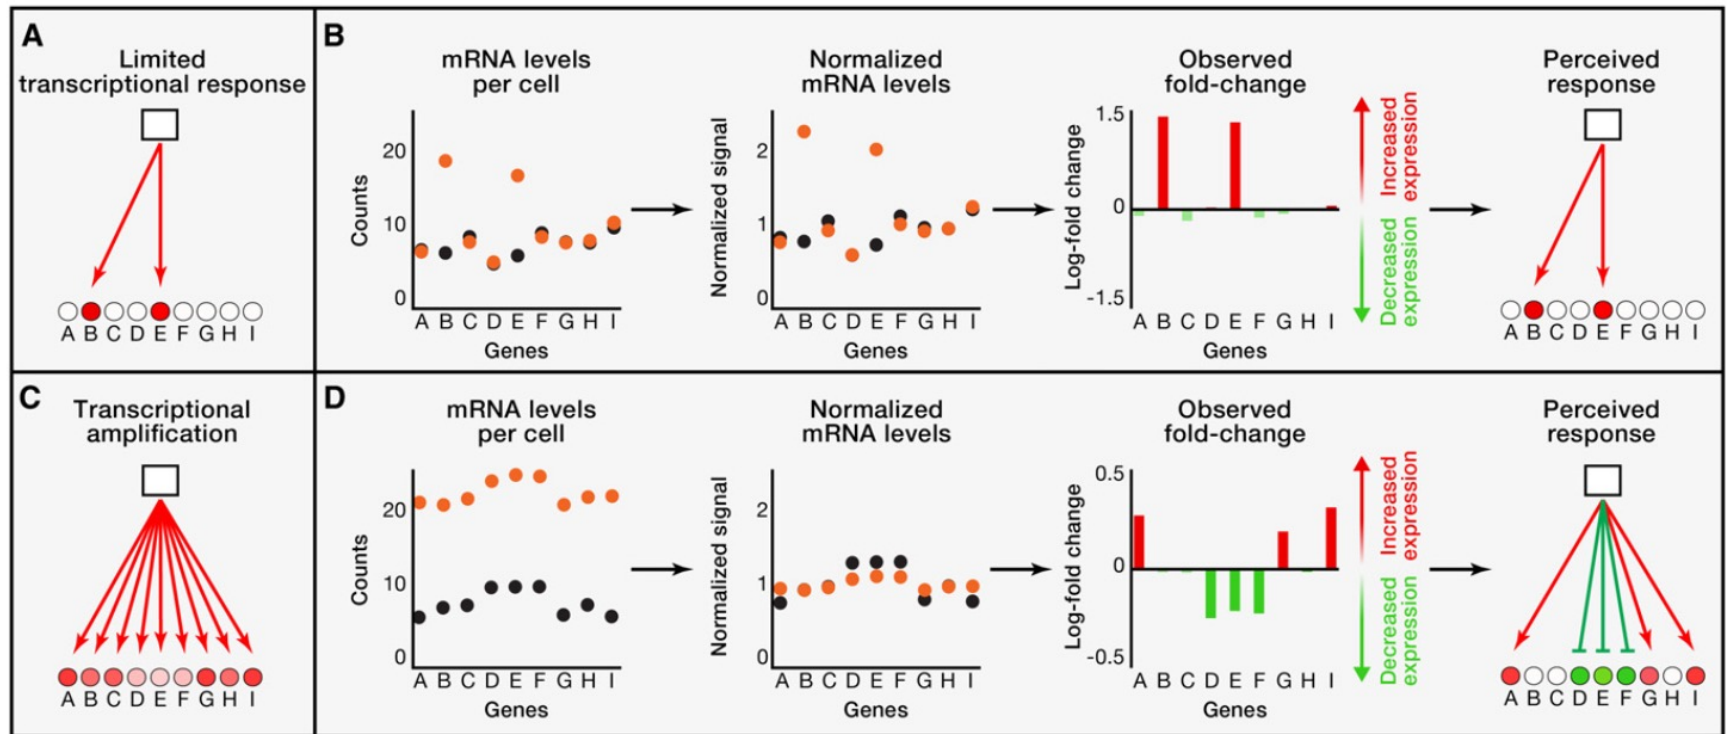 A
Limited
transcriptional response
A B C D E F G H I
B
mRNA levels
per cell
Counts
20
10
0
A B C D E F G H I
Genes
Normalized
mRNA levels
Normalized signal
2
1
0
A B C D E F G H I
Genes
Observed
fold-change
Log-fold change
1.5
0
-1.5
A B C D E F G H I
Genes
Increased
expression
Decreased
expression
Perceived
response
A B C D E F G H I
C
Transcriptional
amplification
A B C D E F G H I
D
mRNA levels
per cell
Counts
20
10
0
A B C D E F G H I
Genes
Normalized
mRNA levels
Normalized signal
2
1
0
A B C D E F G H I
Genes
Observed
fold-change
Log-fold change
0.5
0
-0.5
A B C D E F G H I
Genes
Increased
expression
Decreased
expression
Perceived
response
A B C D E F G H I